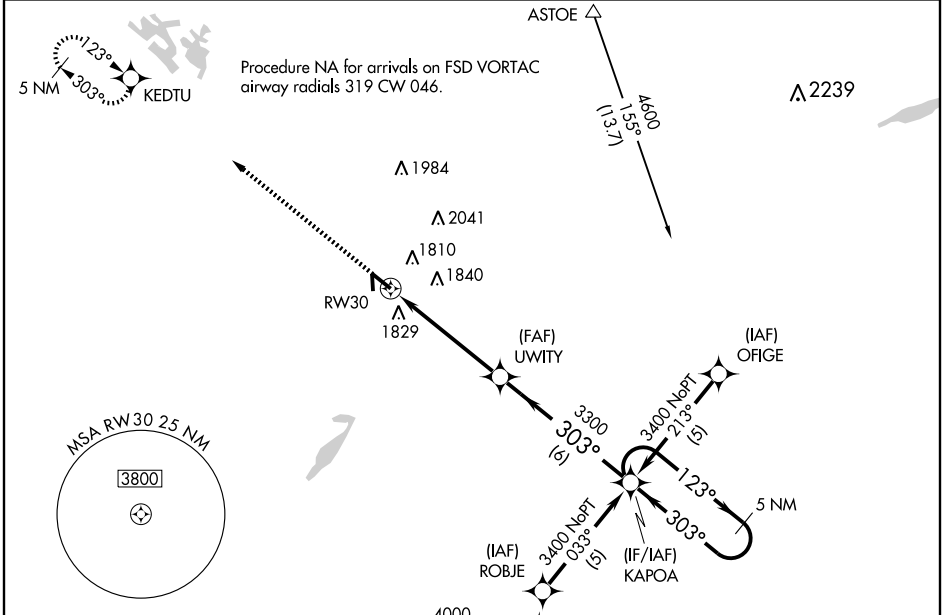 ASTOE
123°
303°
5 NM
KEDTU
Procedure NA for arrivals on FSD VORTAC
airway radials 319 CW 046.
4600
155°
(13.7)
2239
1984
2041
1810
1840
RW30
1829
(FAF)
UWITY
(IAF)
OFIGE
3400 NoPT
213°
(5)
3300
303°
(6)
MSA RW30 25 NM
3800
123°
303°
5 NM
3400 NoPT
033°
(5)
(IAF)
ROBJE
(IF/IAF)
KAPOA
4000